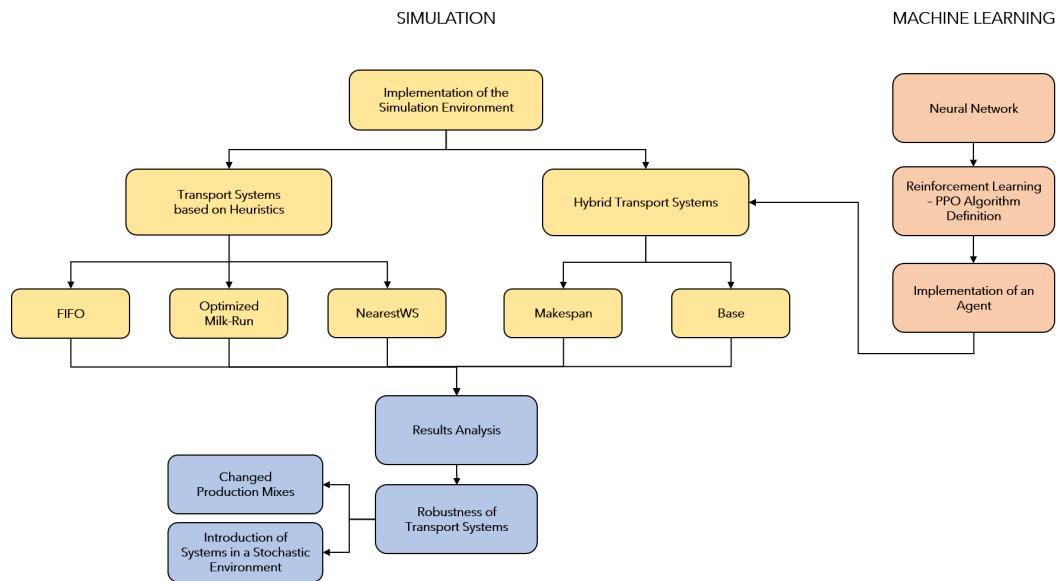 SIMULATION
MACHINE LEARNING
Implementation of the
Simulation Environment
Neural Network
Transport Systems
based on Heuristics
Hybrid Transport Systems
Reinforcement Learning
– PPO Algorithm
Definition
FIFO
Optimized
Milk-Run
NearestWS
Makespan
Base
Implementation of an
Agent
Results Analysis
Changed
Production Mixes
Robustness of
Transport Systems
Introduction of
Systems in a Stochastic
Environment